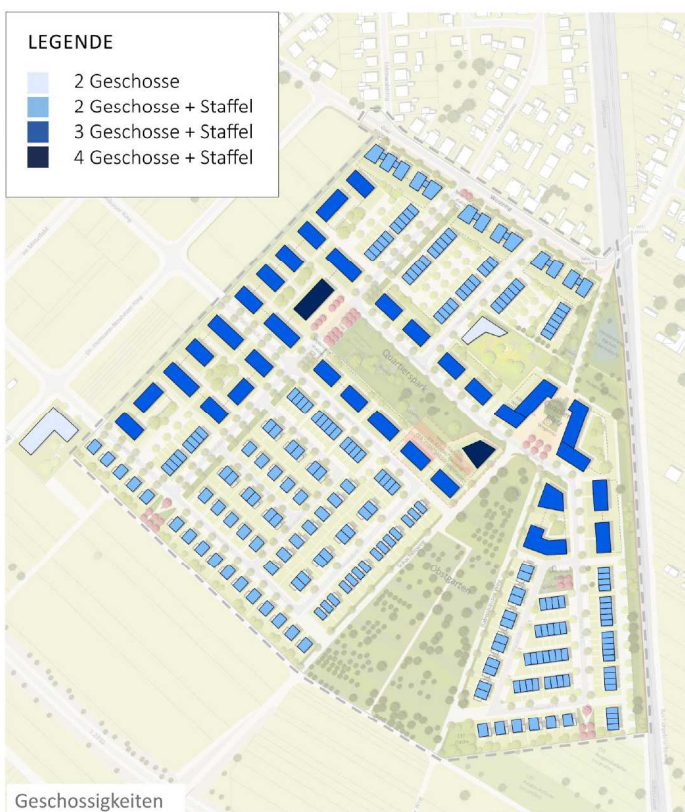 LEGENDE
2 Geschosse
2 Geschosse + Staffel
3 Geschosse + Staffel
4 Geschosse + Staffel
Quartierspark
Obstgarten
Geschossigkeiten